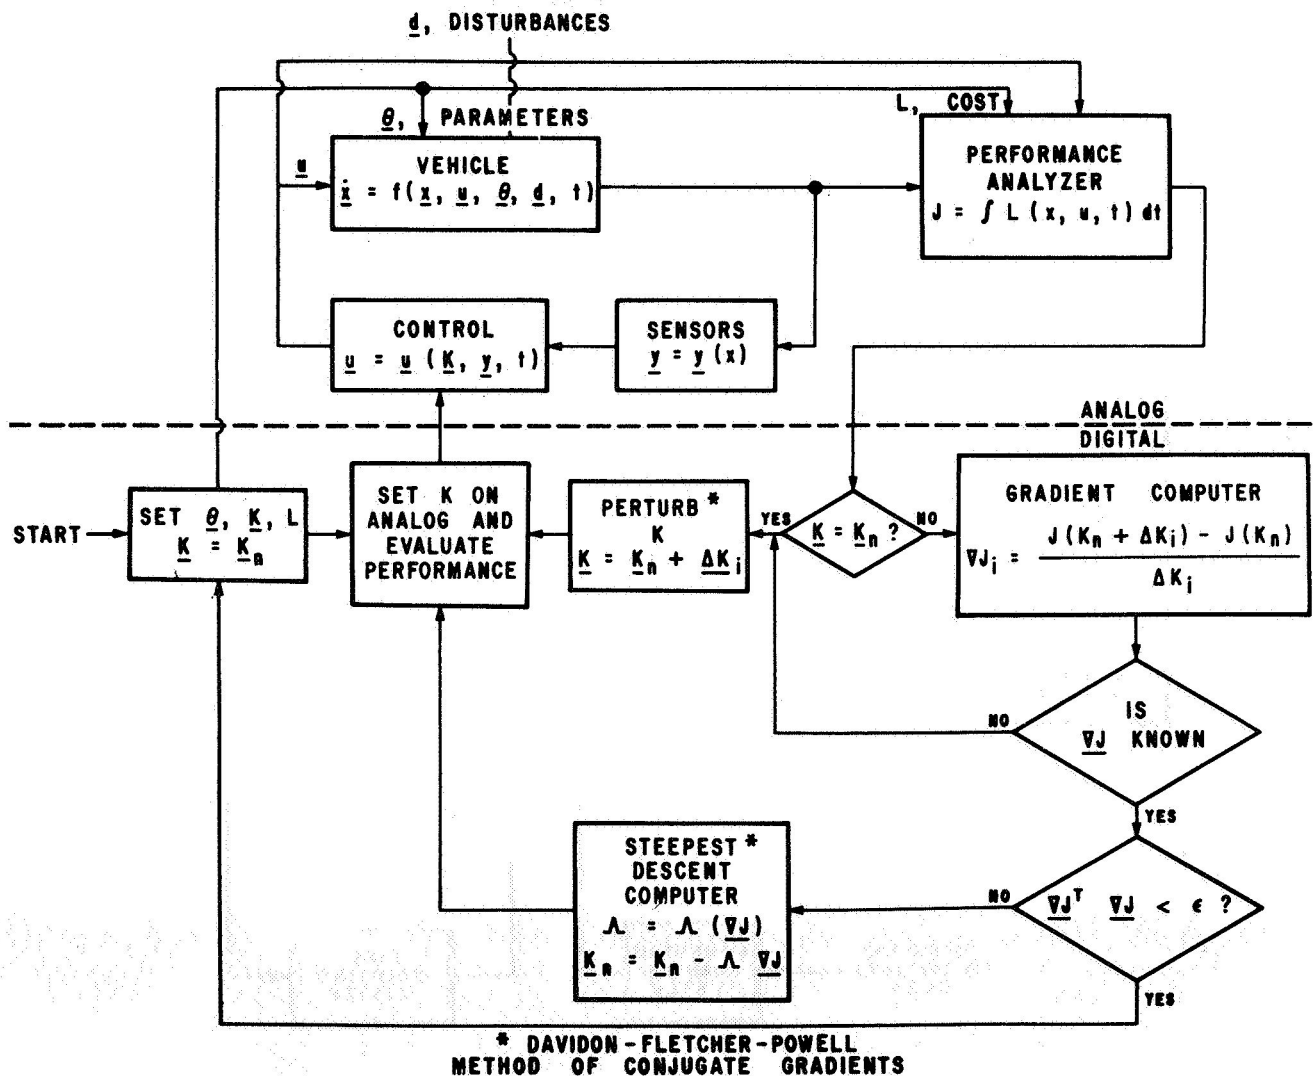 d, DISTURBANCES
θ, PARAMETERS
L, COST
u
VEHICLE
ẋ = f(x, u, θ, d, t)
PERFORMANCE
ANALYZER
J = ∫ L (x, u, t) dt
CONTROL
u = u (K, y, t)
SENSORS
y = y (x)
ANALOG
DIGITAL
START
SET θ, K, L
K = Kn
SET K ON
ANALOG AND
EVALUATE
PERFORMANCE
PERTURB *
K
K = Kn + ΔKi
YES
K = Kn ?
NO
GRADIENT COMPUTER
∇Ji = J(Kn + ΔKi) - J(Kn)
ΔKi
IS
∇J KNOWN
NO
YES
STEEPEST *
DESCENT
COMPUTER
Λ = Λ (∇J)
Kn = Kn - Λ ∇J
NO
∇Jᵀ ∇J < ϵ ?
YES
* DAVIDON-FLETCHER-POWELL
METHOD OF CONJUGATE GRADIENTS